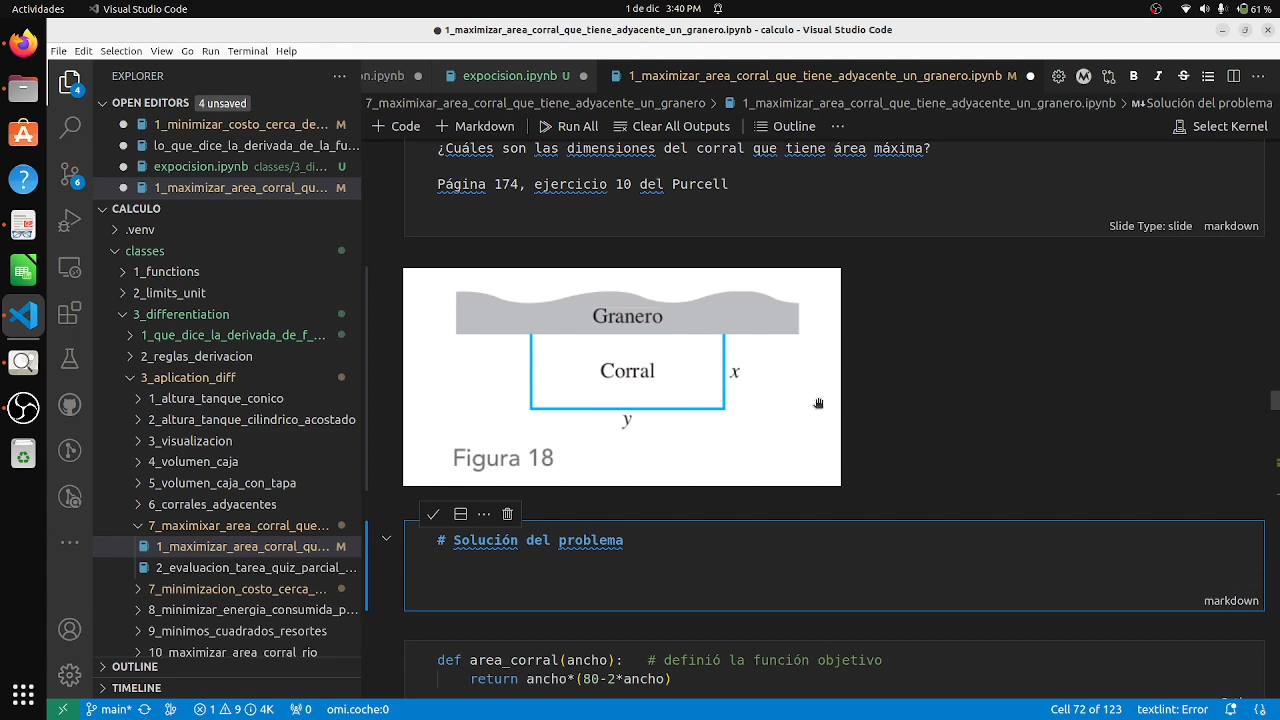 Actividades
Visual Studio Code
1 de dic 3:40 PM
61 %
1_maximizar_area_corral_que_tiene_adyacente_un_granero.ipynb - calculo - Visual Studio Code
File Edit Selection View Go Run Terminal Help
EXPLORER
OPEN EDITORS 4 unsaved
1_minimizar_costo_cerca_de... M
lo_que_dice_la_derivada_de_la_fu...
expocision.ipynb classes/3_di... U
1_maximizar_area_corral_qu... M
CALCULO
.venv
classes
1_functions
2_limits_unit
3_differentiation
1_que_dice_la_derivada_de_f_...
2_reglas_derivacion
3_aplication_diff
1_altura_tanque_conico
2_altura_tanque_cilindrico_acostado
3_visualizacion
4_volumen_caja
5_volumen_caja_con_tapa
6_corrales_adyacentes
7_maximixar_area_corral_que...
1_maximizar_area_corral_qu... M
2_evaluacion_tarea_quiz_parcial_...
7_minimizacion_costo_cerca_...
8_minimizar_energia_consumida_p...
9_minimos_cuadrados_resortes
10_maximizar_area_corral_rio
OUTLINE
TIMELINE
4
6
on.ipynb
expocision.ipynb U
1_maximizar_area_corral_que_tiene_adyacente_un_granero.ipynb M
7_maximixar_area_corral_que_tiene_adyacente_un_granero > 1_maximizar_area_corral_que_tiene_adyacente_un_granero.ipynb > Solución del problema
+ Code + Markdown Run All Clear All Outputs Outline ... Select Kernel
¿Cuáles son las dimensiones del corral que tiene área máxima?
Página 174, ejercicio 10 del Purcell
Slide Type: slide markdown
Granero
Corral
x
y
Figura 18
# Solución del problema
markdown
def area_corral(ancho): # definió la función objetivo
return ancho*(80-2*ancho)
main* 1 9 4K 0 omi.coche:0 Cell 72 of 123 textlint: Error